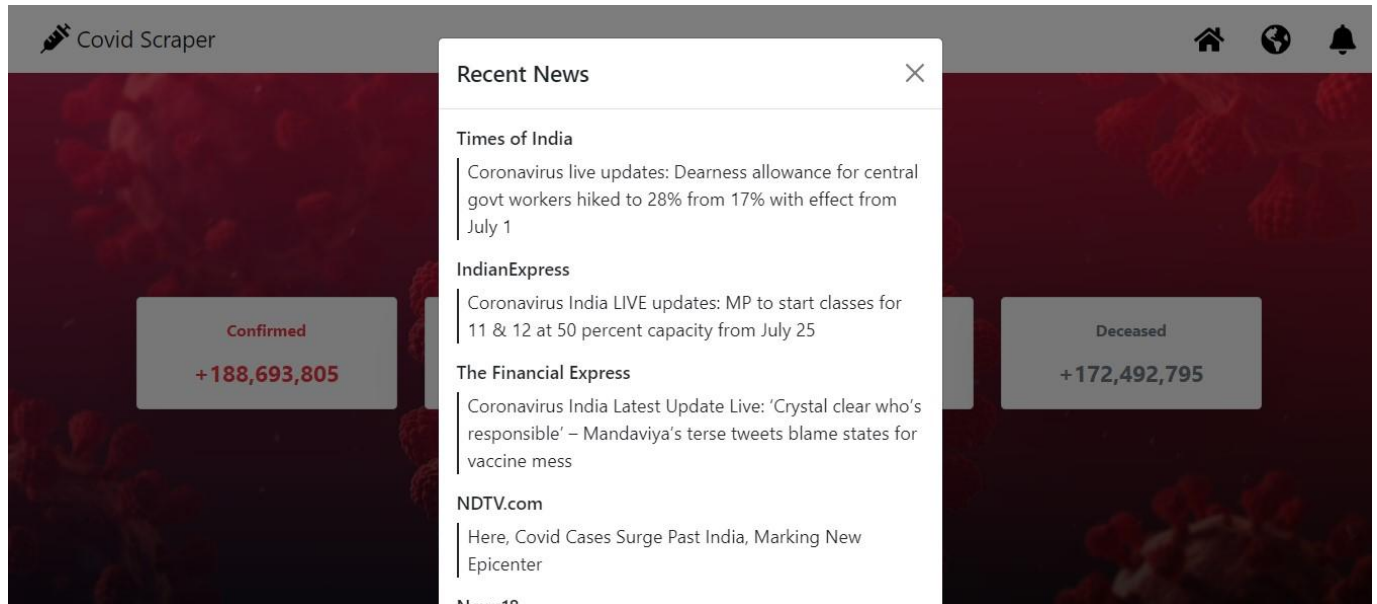 Covid Scraper
Recent News
Times of India
Coronavirus live updates: Dearness allowance for central
govt workers hiked to 28% from 17% with effect from
July 1
IndianExpress
Coronavirus India LIVE updates: MP to start classes for
11 & 12 at 50 percent capacity from July 25
The Financial Express
Coronavirus India Latest Update Live: ‘Crystal clear who’s
responsible’ – Mandaviya’s terse tweets blame states for
vaccine mess
NDTV.com
Here, Covid Cases Surge Past India, Marking New
Epicenter
Confirmed
+188,693,805
Deceased
+172,492,795